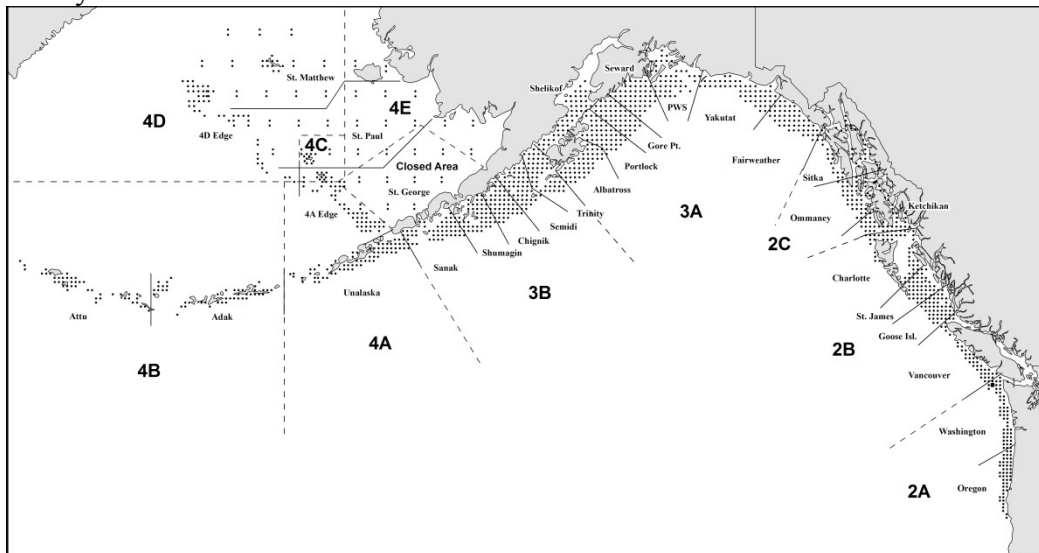 St. Matthew
Seward
Shelikof
4E
PWS
4D
Yakutat
4D Edge
St. Paul
4C
Gore Pt.
Closed Area
Fairweather
Portlock
St. George
Albatross
Sitka
4A Edge
Trinity
3A
Ketchikan
Semidi
Ommaney
Chignik
2C
Shumagin
Sanak
Charlotte
Unalaska
3B
St. James
Attu
Adak
2B
Goose Isl.
4A
4B
Vancouver
Washington
2A
Oregon